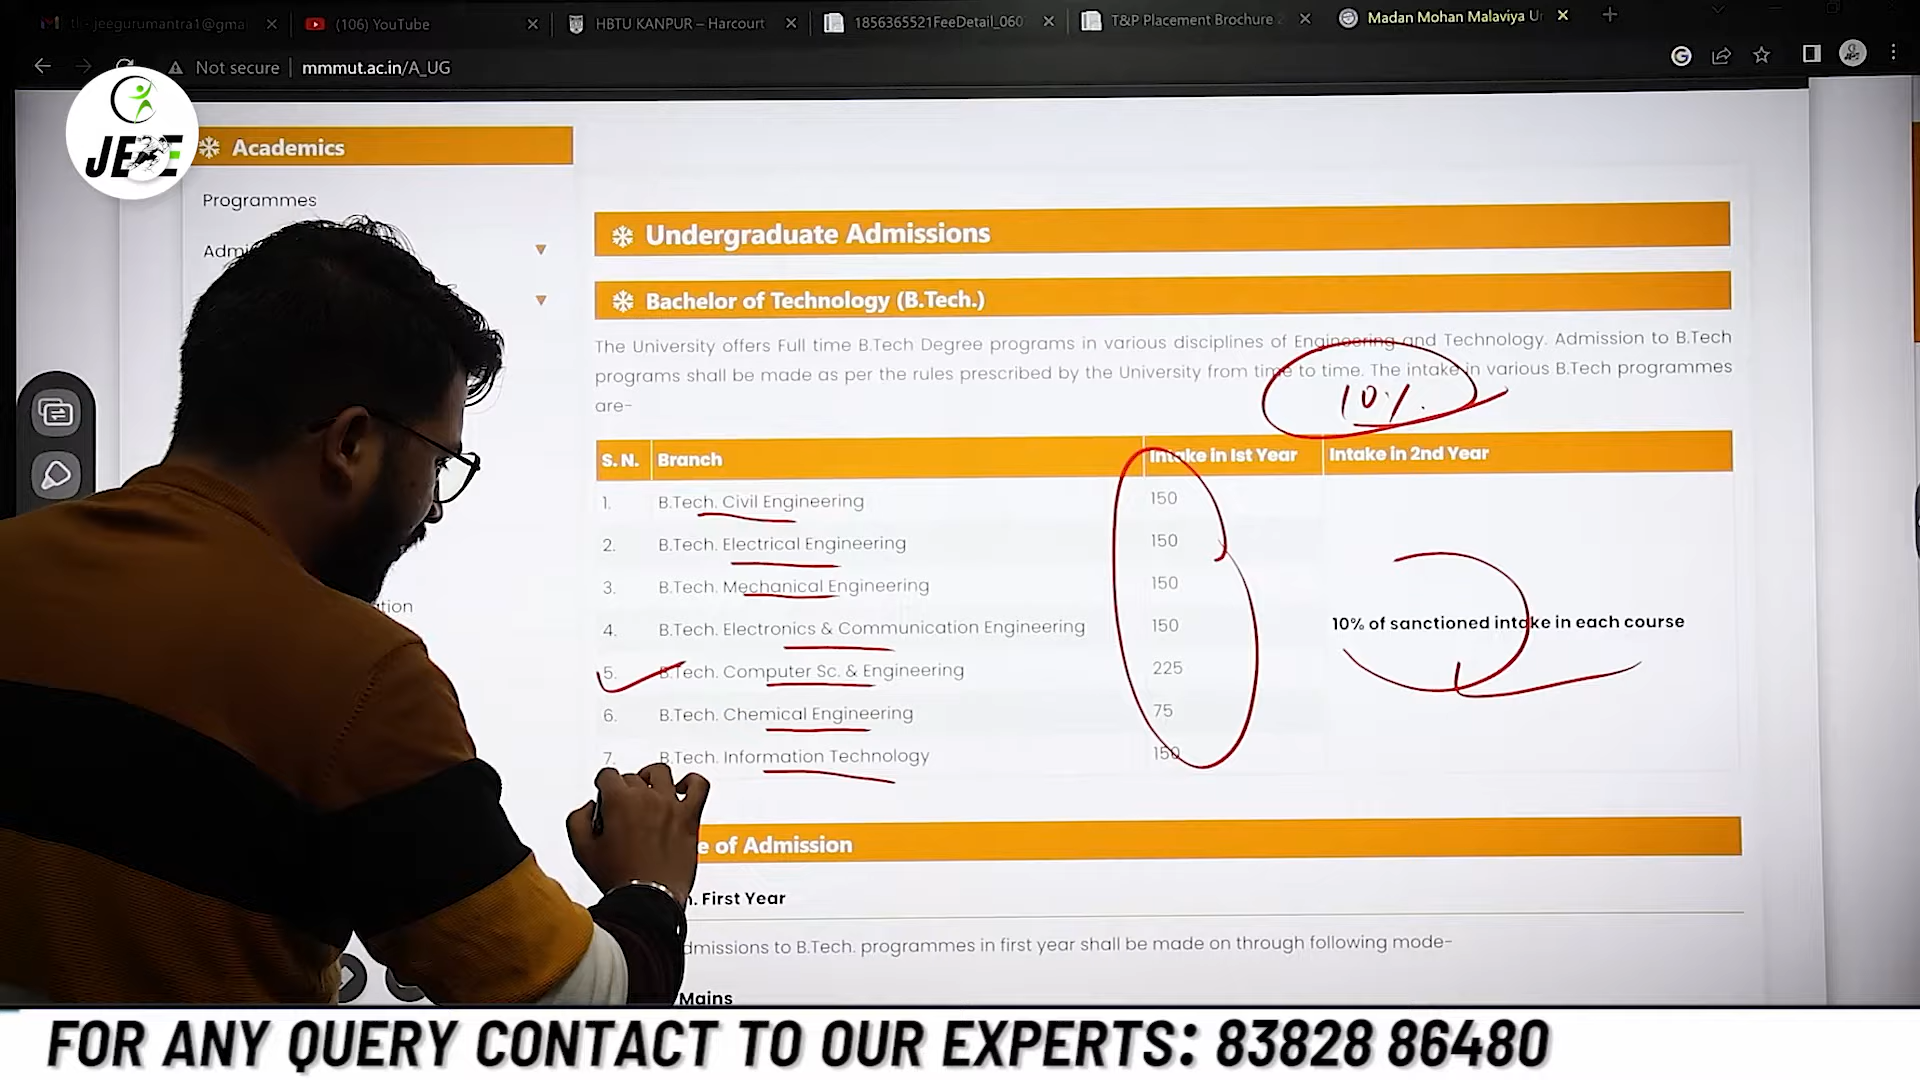 (106) YouTube
HBTU KANPUR – Harcourt
1856365521FeeDetail_060
T&P Placement Brochure
Madan Mohan Malaviya Un
Not secure
mmmut.ac.in/A_UG
JE E
Academics
Programmes
Undergraduate Admissions
Bachelor of Technology (B.Tech.)
The University offers Full time B.Tech Degree programs in various disciplines of Engineering and Technology. Admission to B.Tech
programs shall be made as per the rules prescribed by the University from time to time. The intake in various B.Tech programmes
are-
10%
S. N. Branch Intake in Ist Year Intake in 2nd Year
1. B.Tech. Civil Engineering 150
2. B.Tech. Electrical Engineering 150
3. B.Tech. Mechanical Engineering 150
4. B.Tech. Electronics & Communication Engineering 150
10% of sanctioned intake in each course
5. B.Tech. Computer Sc. & Engineering 225
6. B.Tech. Chemical Engineering 75
7. B.Tech. Information Technology 150
e of Admission
. First Year
dmissions to B.Tech. programmes in first year shall be made on through following mode-
Mains
FOR ANY QUERY CONTACT TO OUR EXPERTS: 83828 86480